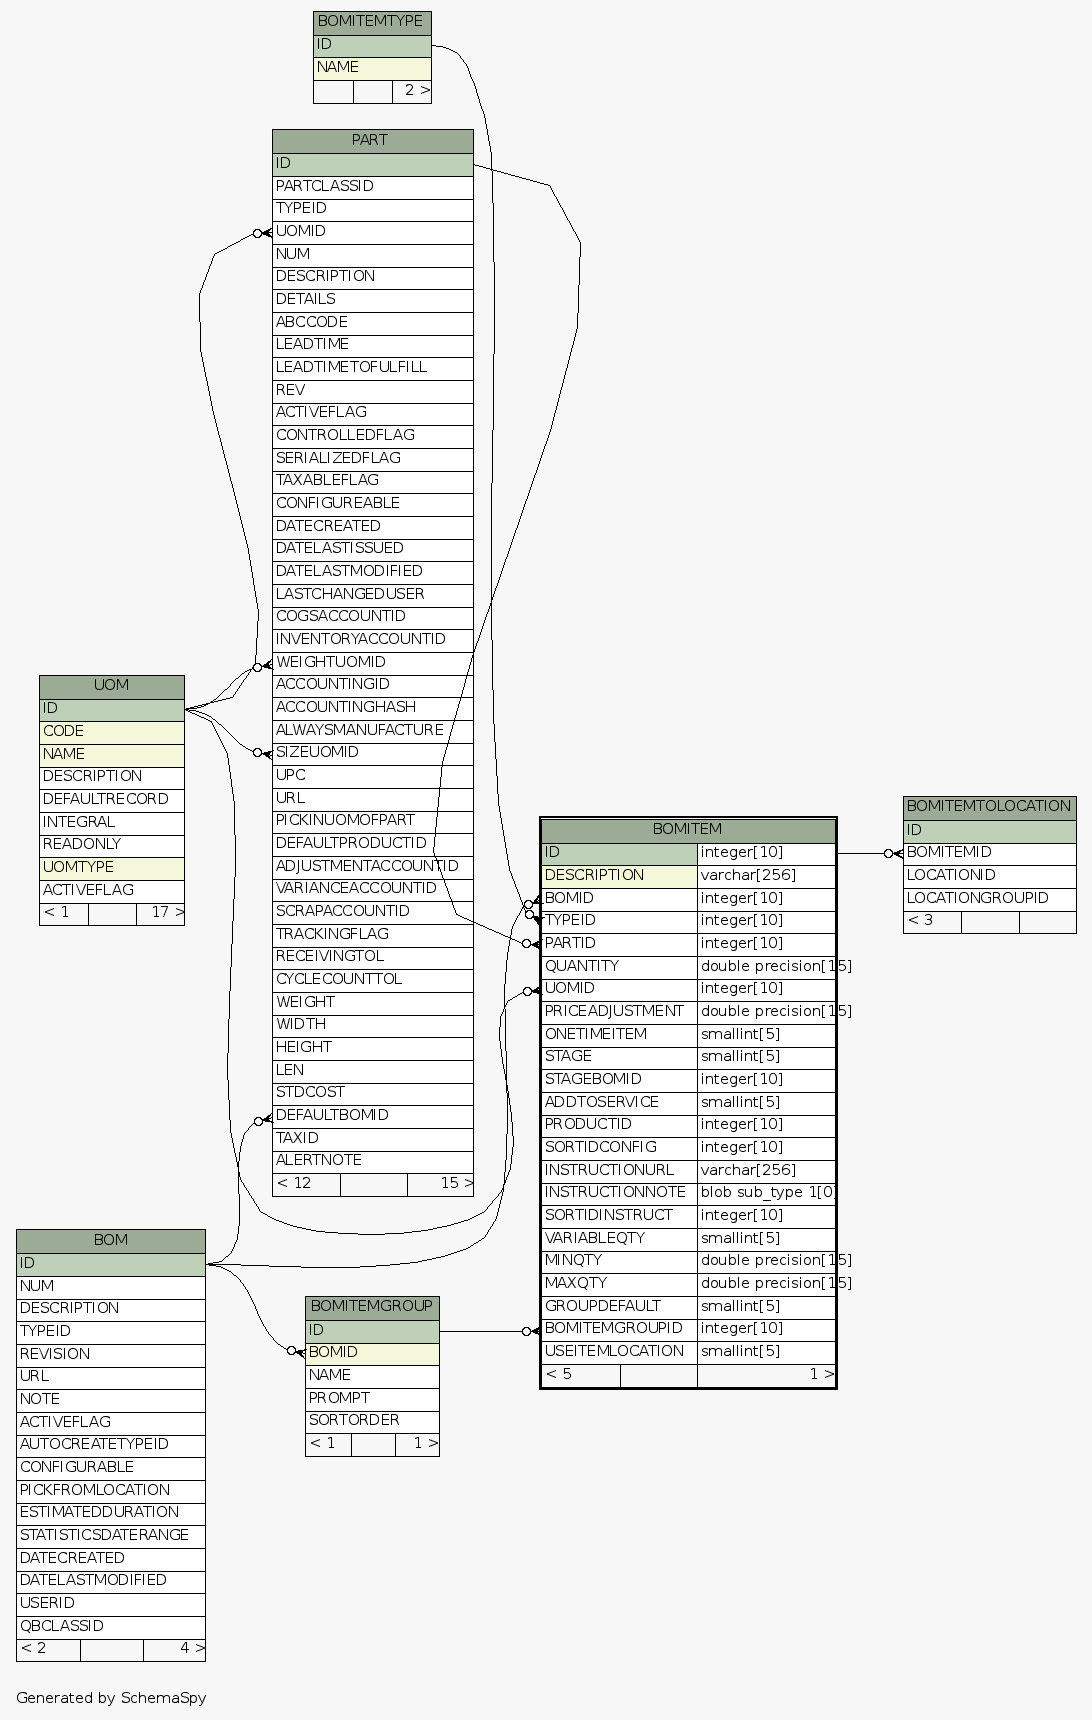 BOMITEMTYPE
ID
NAME
2 >
PART
ID
PARTCLASSID
TYPEID
UOMID
NUM
DESCRIPTION
DETAILS
ABCCODE
LEADTIME
LEADTIMETOFULFILL
REV
ACTIVEFLAG
CONTROLLEDFLAG
SERIALIZEDFLAG
TAXABLEFLAG
CONFIGUREABLE
DATECREATED
DATELASTISSUED
DATELASTMODIFIED
LASTCHANGEDUSER
COGSACCOUNTID
INVENTORYACCOUNTID
WEIGHTUOMID
ACCOUNTINGID
ACCOUNTINGHASH
ALWAYSMANUFACTURE
SIZEUOMID
UPC
URL
PICKINUOMOFPART
DEFAULTPRODUCTID
ADJUSTMENTACCOUNTID
VARIANCEACCOUNTID
SCRAPACCOUNTID
TRACKINGFLAG
RECEIVINGTOL
CYCLECOUNTTOL
WEIGHT
WIDTH
HEIGHT
LEN
STDCOST
DEFAULTBOMID
TAXID
ALERTNOTE
< 12 15 >
UOM
ID
CODE
NAME
DESCRIPTION
DEFAULTRECORD
INTEGRAL
READONLY
UOMTYPE
ACTIVEFLAG
< 1 17 >
BOMITEM
ID integer[10]
DESCRIPTION varchar[256]
BOMID integer[10]
TYPEID integer[10]
PARTID integer[10]
QUANTITY double precision[15]
UOMID integer[10]
PRICEADJUSTMENT double precision[15]
ONETIMEITEM smallint[5]
STAGE smallint[5]
STAGEBOMID integer[10]
ADDTOSERVICE smallint[5]
PRODUCTID integer[10]
SORTIDCONFIG integer[10]
INSTRUCTIONURL varchar[256]
INSTRUCTIONNOTE blob sub_type 1[0]
SORTIDINSTRUCT integer[10]
VARIABLEQTY smallint[5]
MINQTY double precision[15]
MAXQTY double precision[15]
GROUPDEFAULT smallint[5]
BOMITEMGROUPID integer[10]
USEITEMLOCATION smallint[5]
< 5 1 >
BOMITEMTOLOCATION
ID
BOMITEMID
LOCATIONID
LOCATIONGROUPID
< 3
BOM
ID
NUM
DESCRIPTION
TYPEID
REVISION
URL
NOTE
ACTIVEFLAG
AUTOCREATETYPEID
CONFIGURABLE
PICKFROMLOCATION
ESTIMATEDDURATION
STATISTICSDATERANGE
DATECREATED
DATELASTMODIFIED
USERID
QBCLASSID
< 2 4 >
BOMITEMGROUP
ID
BOMID
NAME
PROMPT
SORTORDER
< 1 1 >
Generated by SchemaSpy